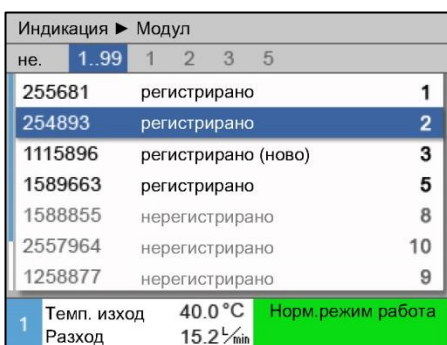 Индикация ► Модул
не. 1..99 1 2 3 5
255681 регистрирано 1
254893 регистрирано 2
1115896 регистрирано (ново) 3
1589663 регистрирано 5
1588855 нерегистрирано 8
2557964 нерегистрирано 10
1258877 нерегистрирано 9
1 Темп. изход 40.0 °C Норм.режим работа
Разход 15.2 L/min